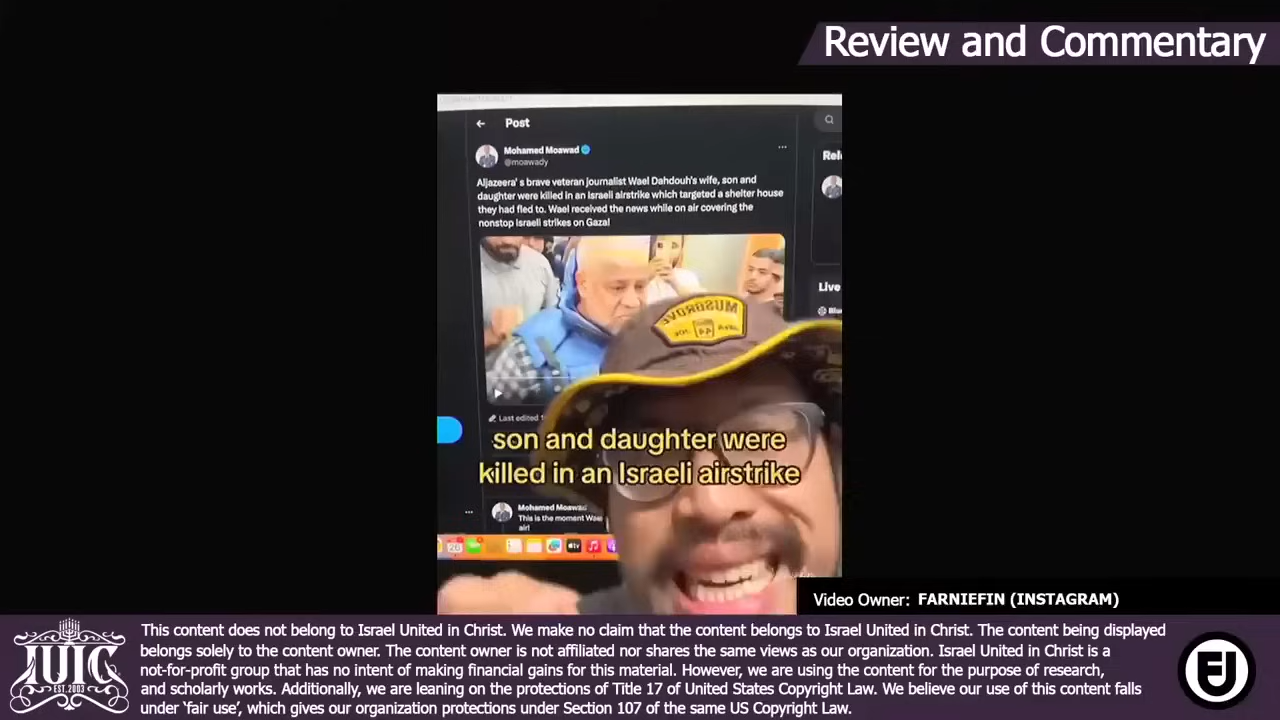 Review and Commentary
Post
Mohamed Moawad
@moawady
Rel
Aljazeera's brave veteran journalist Wael Dahdouh's wife, son and
daughter were killed in an Israeli airstrike which targeted a shelter house
they had fled to. Wael received the news while on air covering the
nonstop Israeli strikes on Gaza!
Live
MUSGROVE
Last edited
son and daughter were
killed in an Israeli airstrike
Mohamed Moawad
This is the moment Wae
air!
Video Owner: FARNIEFIN (INSTAGRAM)
IUIC
EST.2003
This content does not belong to Israel United in Christ. We make no claim that the content belongs to Israel United in Christ. The content being displayed
belongs solely to the content owner. The content owner is not affiliated nor shares the same views as our organization. Israel United in Christ is a
not-for-profit group that has no intent of making financial gains for this material. However, we are using the content for the purpose of research,
and scholarly works. Additionally, we are leaning on the protections of Title 17 of United States Copyright Law. We believe our use of this content falls
under 'fair use', which gives our organization protections under Section 107 of the same US Copyright Law.